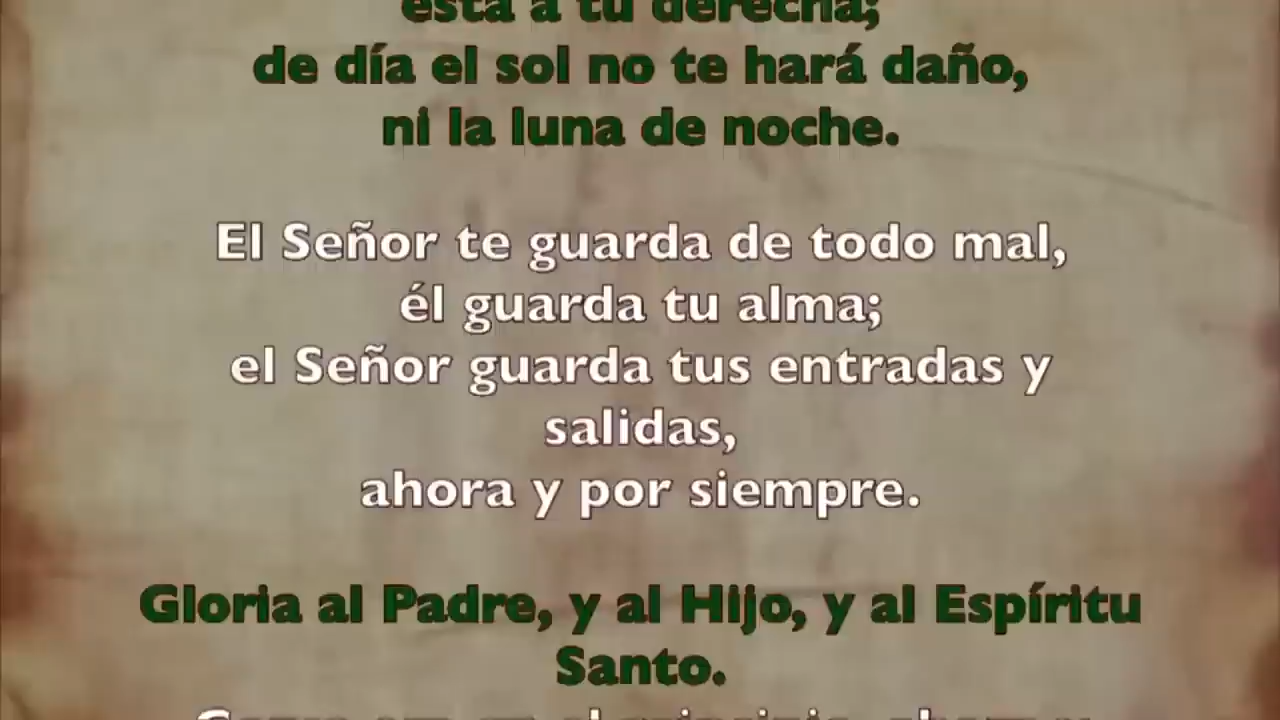 está a tu derecha;
de día el sol no te hará daño,
ni la luna de noche.
El Señor te guarda de todo mal,
él guarda tu alma;
el Señor guarda tus entradas y
salidas,
ahora y por siempre.
Gloria al Padre, y al Hijo, y al Espíritu
Santo.